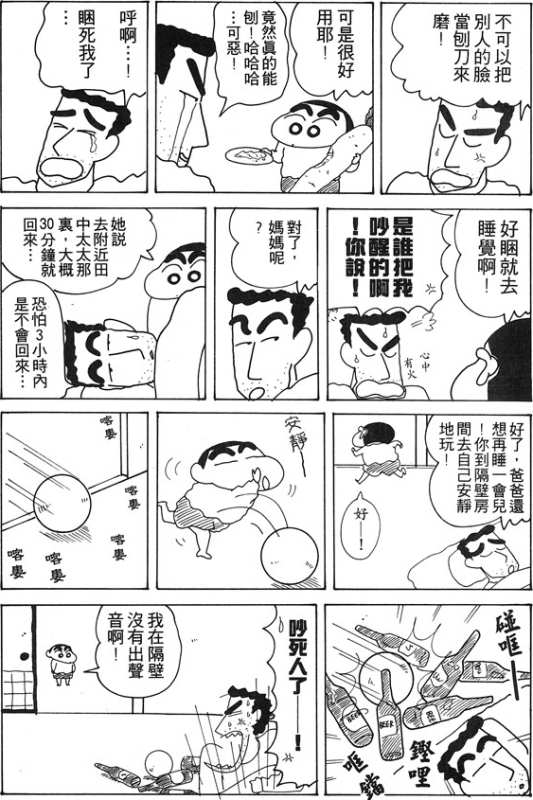 不可以把
別人的臉
當刨刀來
磨！
可是很好
用耶！
竟然眞的能
刨！哈哈哈
…可惡！
呼啊…！
睏死我了
好睏就去
睡覺啊！
是誰把我
吵醒的啊
！你說！
心中
有火
對了，
媽媽呢
？
她說
去附近田
中太太那
裏，大概
30分鐘就
回來…
恐怕3小時內
是不會回來…
好了，爸爸還
想再睡一會兒
！你到隔壁房
間去自己安靜
地玩！
好——！
安靜—
喀婁
喀婁
喀婁
喀婁
喀婁
碰哐——
BEER
BEER
鏗哩
哐鐺
吵死人了——！
我在隔壁
沒有出聲
音啊！